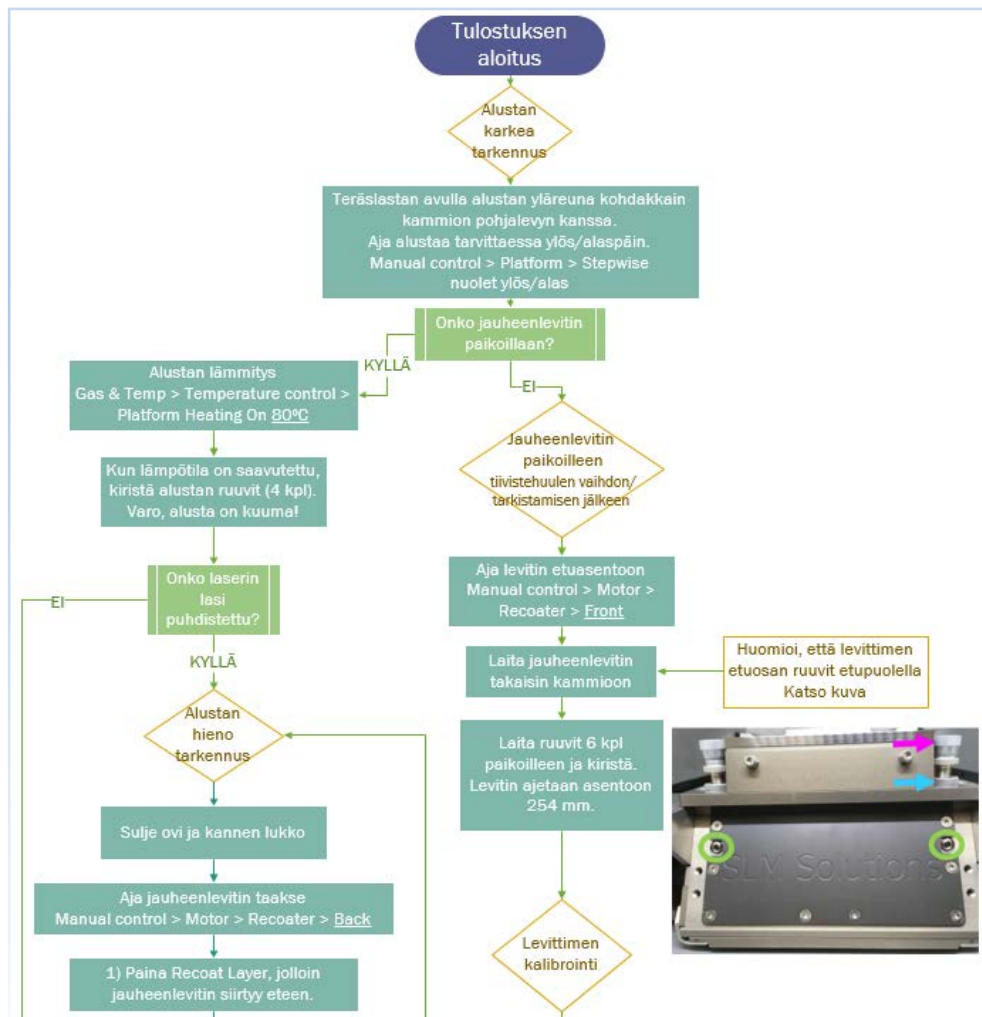 Tulostuksen
aloitus
Alustan
karkea
tarkennus
Teräslastan avulla alustan yläreuna kohdakkain
kammion pohjalevyn kanssa.
Aja alustaa tarvittaessa ylös/alaspäin.
Manual control > Platform > Stepwise
nuolet ylös/alas
Onko jauheenlevitin
paikoillaan?
KYLLÄ
EI
Alustan lämmitys
Gas & Temp > Temperature control >
Platform Heating On 80ºC
Kun lämpötila on saavutettu,
kiristä alustan ruuvit (4 kpl).
Varo, alusta on kuuma!
Onko laserin
lasi
puhdistettu?
EI
KYLLÄ
Alustan
hieno
tarkennus
Sulje ovi ja kannen lukko
Aja jauheenlevitin taakse
Manual control > Motor > Recoater > Back
1) Paina Recoat Layer, jolloin
jauheenlevitin siirtyy eteen.
Jauheenlevitin
paikoilleen
tiivistehuulen vaihdon/
tarkistamisen jälkeen
Aja levitin etuasentoon
Manual control > Motor >
Recoater > Front
Laita jauheenlevitin
takaisin kammioon
Huomioi, että levittimen
etuosan ruuvit etupuolella
Katso kuva
Laita ruuvit 6 kpl
paikoilleen ja kiristä.
Levitin ajetaan asentoon
254 mm.
SLM Solutions
Levittimen
kalibrointi